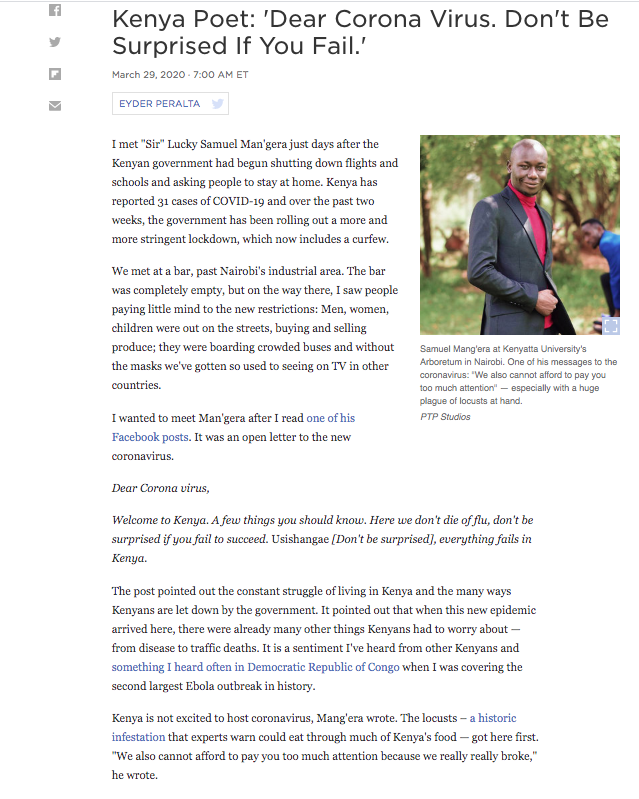 Kenya Poet: 'Dear Corona Virus. Don't Be
Surprised If You Fail.'
March 29, 2020 · 7:00 AM ET
EYDER PERALTA
I met "Sir" Lucky Samuel Man'gera just days after the
Kenyan government had begun shutting down flights and
schools and asking people to stay at home. Kenya has
reported 31 cases of COVID-19 and over the past two
weeks, the government has been rolling out a more and
more stringent lockdown, which now includes a curfew.
We met at a bar, past Nairobi's industrial area. The bar
was completely empty, but on the way there, I saw people
paying little mind to the new restrictions: Men, women,
children were out on the streets, buying and selling
produce; they were boarding crowded buses and without
the masks we've gotten so used to seeing on TV in other
countries.
Samuel Mang'era at Kenyatta University's
Arboretum in Nairobi. One of his messages to the
coronavirus: "We also cannot afford to pay you
too much attention" — especially with a huge
plague of locusts at hand.
PTP Studios
I wanted to meet Man'gera after I read one of his
Facebook posts. It was an open letter to the new
coronavirus.
Dear Corona virus,
Welcome to Kenya. A few things you should know. Here we don't die of flu, don't be
surprised if you fail to succeed. Usishangae [Don't be surprised], everything fails in
Kenya.
The post pointed out the constant struggle of living in Kenya and the many ways
Kenyans are let down by the government. It pointed out that when this new epidemic
arrived here, there were already many other things Kenyans had to worry about —
from disease to traffic deaths. It is a sentiment I've heard from other Kenyans and
something I heard often in Democratic Republic of Congo when I was covering the
second largest Ebola outbreak in history.
Kenya is not excited to host coronavirus, Mang'era wrote. The locusts – a historic
infestation that experts warn could eat through much of Kenya's food — got here first.
"We also cannot afford to pay you too much attention because we really really broke,"
he wrote.